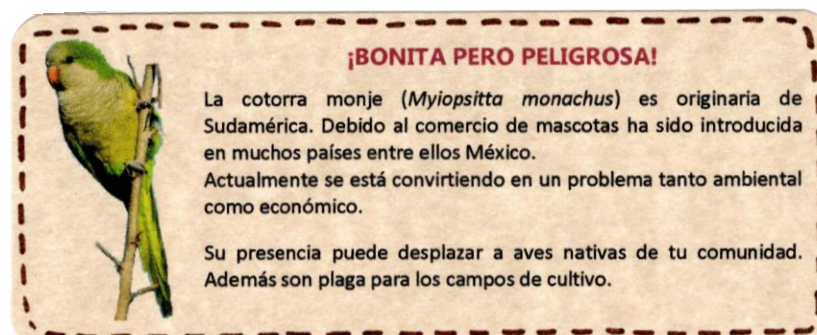 ¡BONITA PERO PELIGROSA!
La cotorra monje (Myiopsitta monachus) es originaria de
Sudamérica. Debido al comercio de mascotas ha sido introducida
en muchos países entre ellos México.
Actualmente se está convirtiendo en un problema tanto ambiental
como económico.
Su presencia puede desplazar a aves nativas de tu comunidad.
Además son plaga para los campos de cultivo.